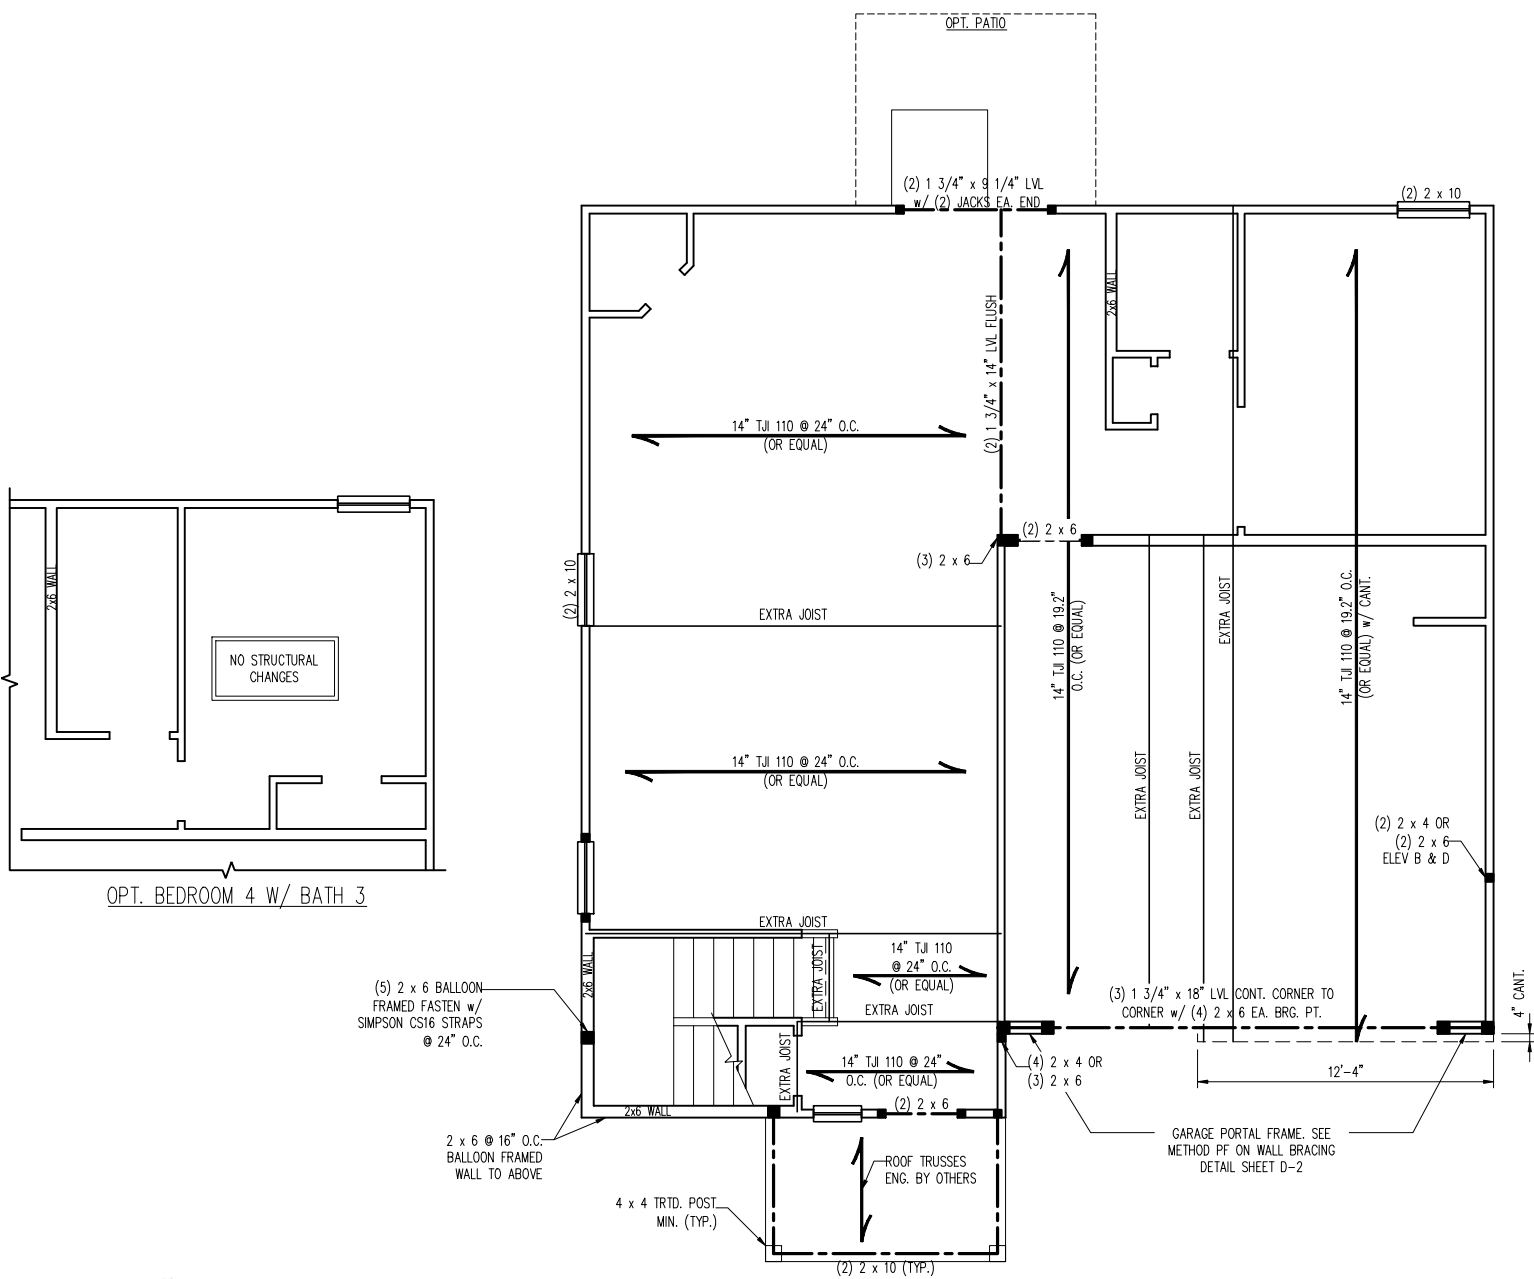 OPT. PATIO
(2) 1 3/4" x 9 1/4" LVL
w/ (2) JACKS EA. END
(2) 2 x 10
2x6 WALL
(2) 1 3/4" x 14" LVL FLUSH
14" TJI 110 @ 24" O.C.
(OR EQUAL)
(2) 2 x 6
(3) 2 x 6
(2) 2 x 10
EXTRA JOIST
14" TJI 110 @ 19.2"
O.C. (OR EQUAL)
EXTRA JOIST
14" TJI 110 @ 19.2" O.C.
(OR EQUAL) w/ CANT.
2x6 WALL
NO STRUCTURAL
CHANGES
OPT. BEDROOM 4 W/ BATH 3
14" TJI 110 @ 24" O.C.
(OR EQUAL)
EXTRA JOIST
EXTRA JOIST
(2) 2 x 4 OR
(2) 2 x 6
ELEV B & D
EXTRA JOIST
2x6 WALL
EXTRA JOIST
14" TJI 110
@ 24" O.C.
(OR EQUAL)
EXTRA JOIST
(5) 2 x 6 BALLOON
FRAMED FASTEN w/
SIMPSON CS16 STRAPS
@ 24" O.C.
(3) 1 3/4" x 18" LVL CONT. CORNER TO
CORNER w/ (4) 2 x 6 EA. BRG. PT.
4" CANT.
EXTRA JOIST
14" TJI 110 @ 24"
O.C. (OR EQUAL)
(4) 2 x 4 OR
(3) 2 x 6
12'-4"
2x6 WALL
(2) 2 x 6
2 x 6 @ 16" O.C.
BALLOON FRAMED
WALL TO ABOVE
GARAGE PORTAL FRAME. SEE
METHOD PF ON WALL BRACING
DETAIL SHEET D-2
ROOF TRUSSES
ENG. BY OTHERS
4 x 4 TRTD. POST
MIN. (TYP.)
(2) 2 x 10 (TYP.)